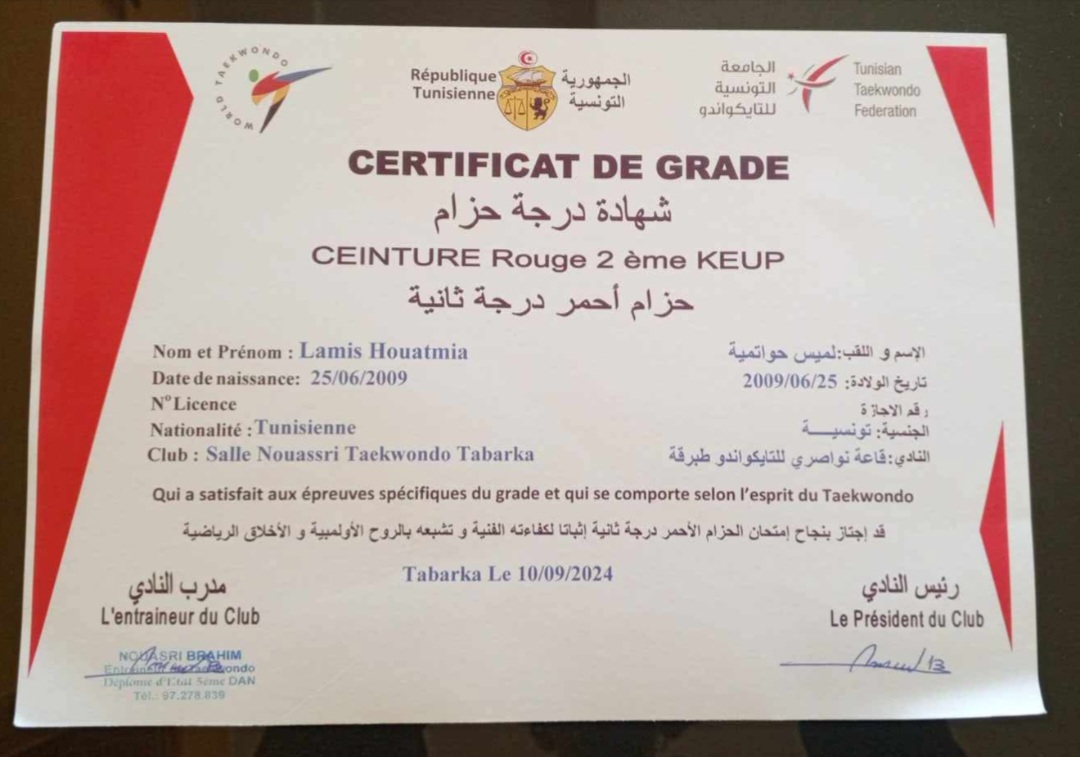 WORLD TAEKWONDO
République Tunisienne
الجمهورية التونسية
الجامعة التونسية للتايكواندو
Tunisian Taekwondo Federation
CERTIFICAT DE GRADE
شهادة درجة حزام
CEINTURE Rouge 2 ème KEUP
حزام أحمر درجة ثانية
Nom et Prénom : Lamis Houatmia
الإسم و اللقب:لميس حواتمية
Date de naissance: 25/06/2009
تاريخ الولادة: 2009/06/25
N° Licence
رقم الاجازة
Nationalité : Tunisienne
الجنسية: تونسيـــة
Club : Salle Nouassri Taekwondo Tabarka
النادي:قاعة نواصري للتايكواندو طبرقة
Qui a satisfait aux épreuves spécifiques du grade et qui se comporte selon l'esprit du Taekwondo
قد إجتاز بنجاح إمتحان الحزام الأحمر درجة ثانية إثباتا لكفاءته الفنية و تشبعه بالروح الأولمبية و الأخلاق الرياضية
Tabarka Le 10/09/2024
مدرب النادي
L'entraineur du Club
رئيس النادي
Le Président du Club
NOUASRI BRAHIM
Diplome d'Etat 5ème DAN
Tél.: 97.278.839